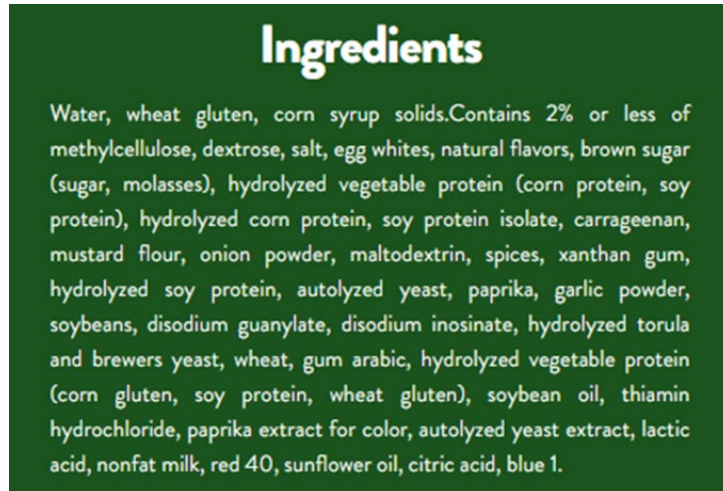 Ingredients
Water, wheat gluten, corn syrup solids.Contains 2% or less of
methylcellulose, dextrose, salt, egg whites, natural flavors, brown sugar
(sugar, molasses), hydrolyzed vegetable protein (corn protein, soy
protein), hydrolyzed corn protein, soy protein isolate, carrageenan,
mustard flour, onion powder, maltodextrin, spices, xanthan gum,
hydrolyzed soy protein, autolyzed yeast, paprika, garlic powder,
soybeans, disodium guanylate, disodium inosinate, hydrolyzed torula
and brewers yeast, wheat, gum arabic, hydrolyzed vegetable protein
(corn gluten, soy protein, wheat gluten), soybean oil, thiamin
hydrochloride, paprika extract for color, autolyzed yeast extract, lactic
acid, nonfat milk, red 40, sunflower oil, citric acid, blue 1.